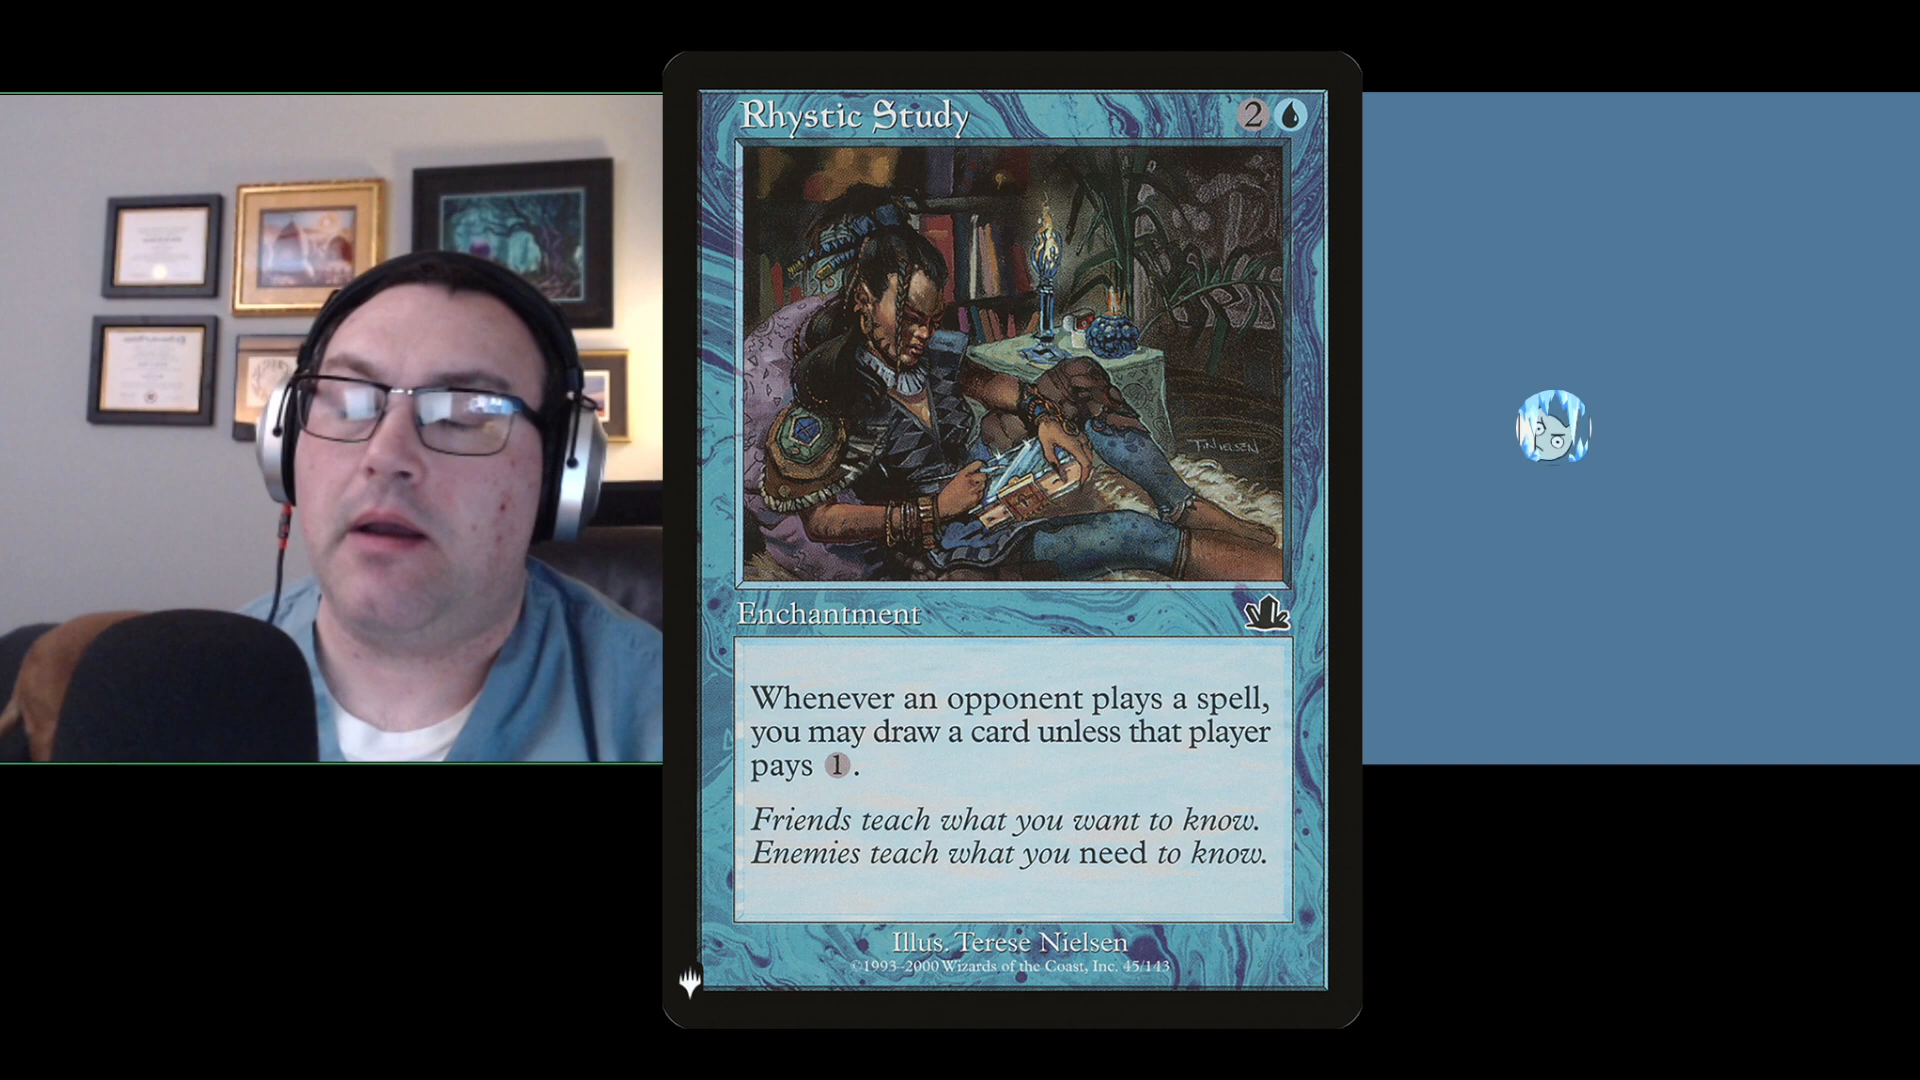 Rhystic Study 2
T. NIELSEN
Enchantment
Whenever an opponent plays a spell,
you may draw a card unless that player
pays 1.
Friends teach what you want to know.
Enemies teach what you need to know.
Illus. Terese Nielsen
©1993–2000 Wizards of the Coast, Inc. 45/143